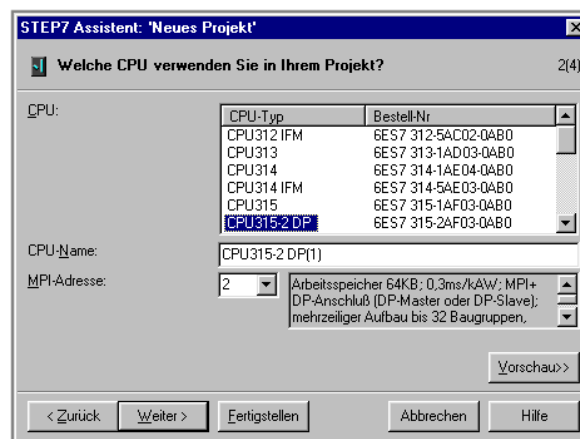 STEP7 Assistent: 'Neues Projekt'
Welche CPU verwenden Sie in Ihrem Projekt? 2(4)
CPU:
CPU-Typ Bestell-Nr
CPU312 IFM 6ES7 312-5AC02-0AB0
CPU313 6ES7 313-1AD03-0AB0
CPU314 6ES7 314-1AE04-0AB0
CPU314 IFM 6ES7 314-5AE03-0AB0
CPU315 6ES7 315-1AF03-0AB0
CPU315-2 DP 6ES7 315-2AF03-0AB0
CPU-Name: CPU315-2 DP(1)
MPI-Adresse: 2 Arbeitsspeicher 64KB; 0,3ms/kAW; MPI+
DP-Anschluß (DP-Master oder DP-Slave);
mehrzeiliger Aufbau bis 32 Baugruppen,
Vorschau>>
< Zurück Weiter > Fertigstellen Abbrechen Hilfe